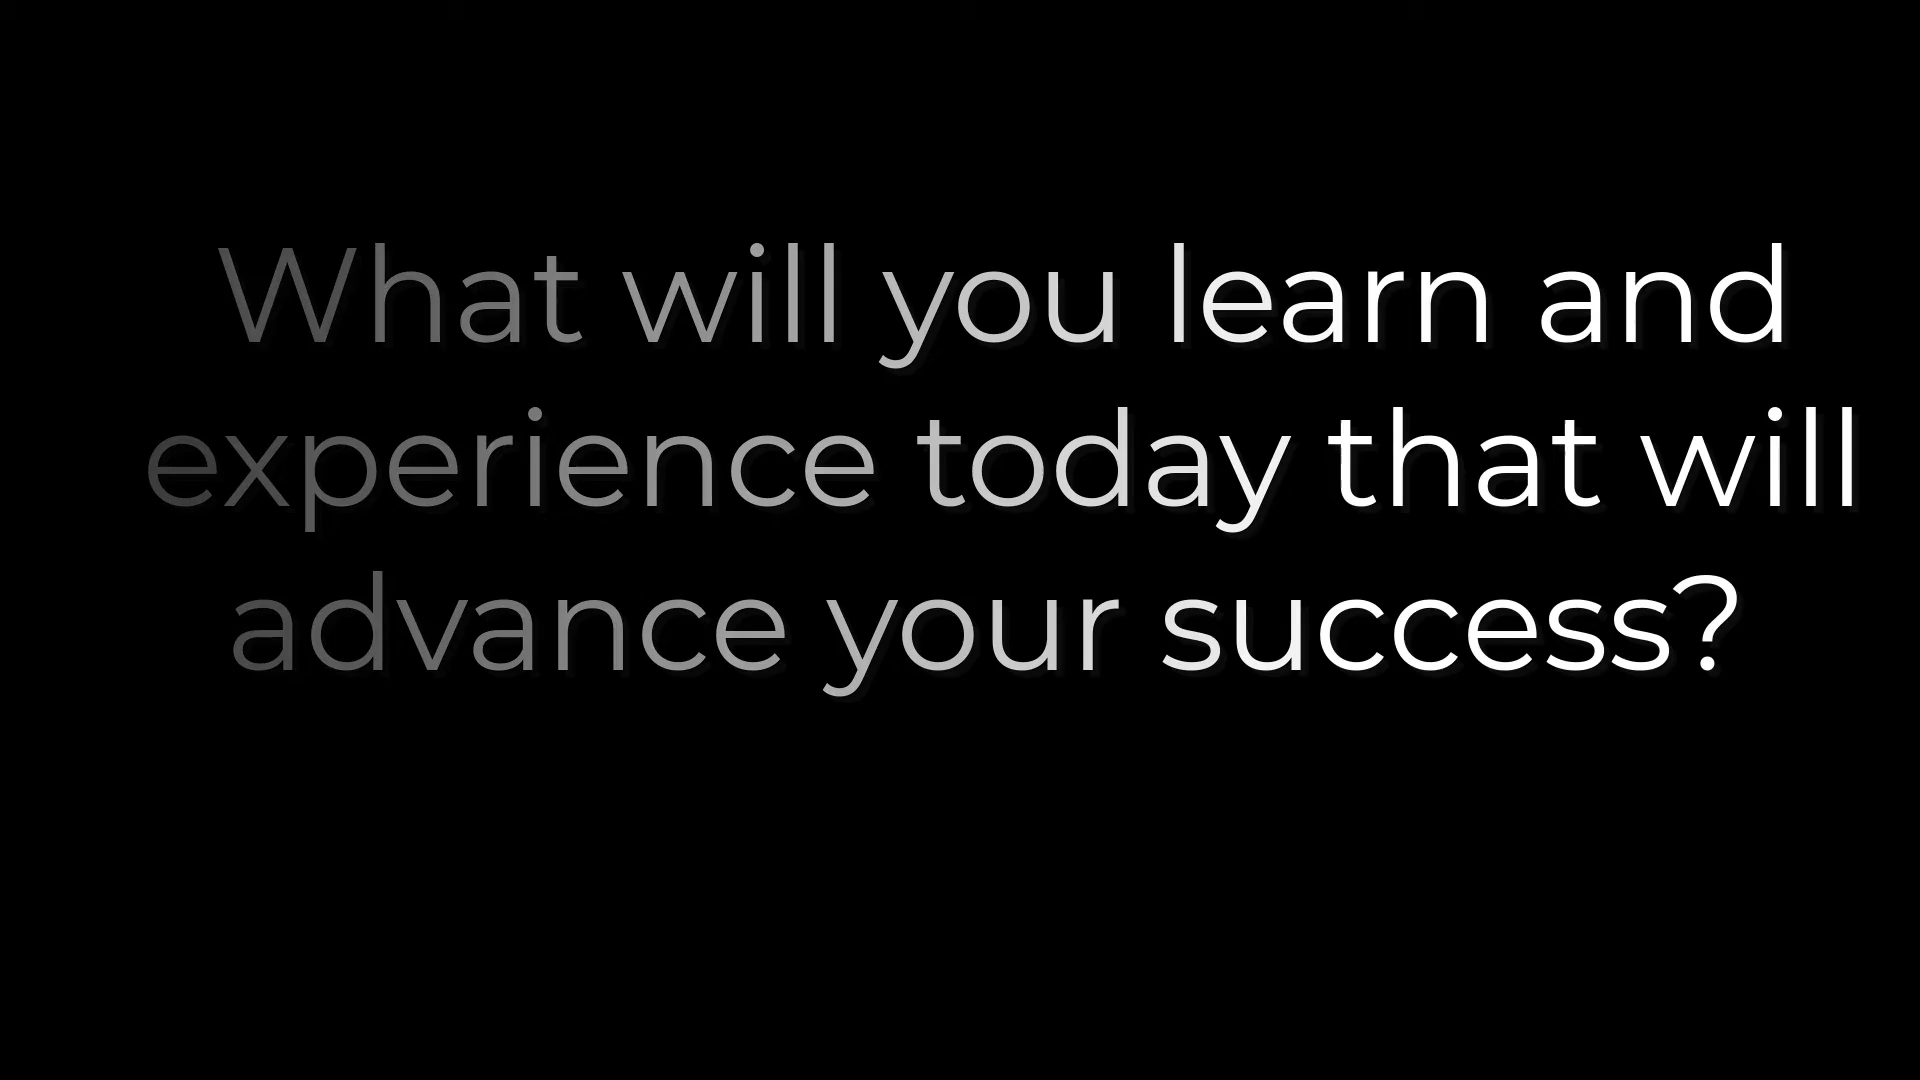 What will you learn and
experience today that will
advance your success?